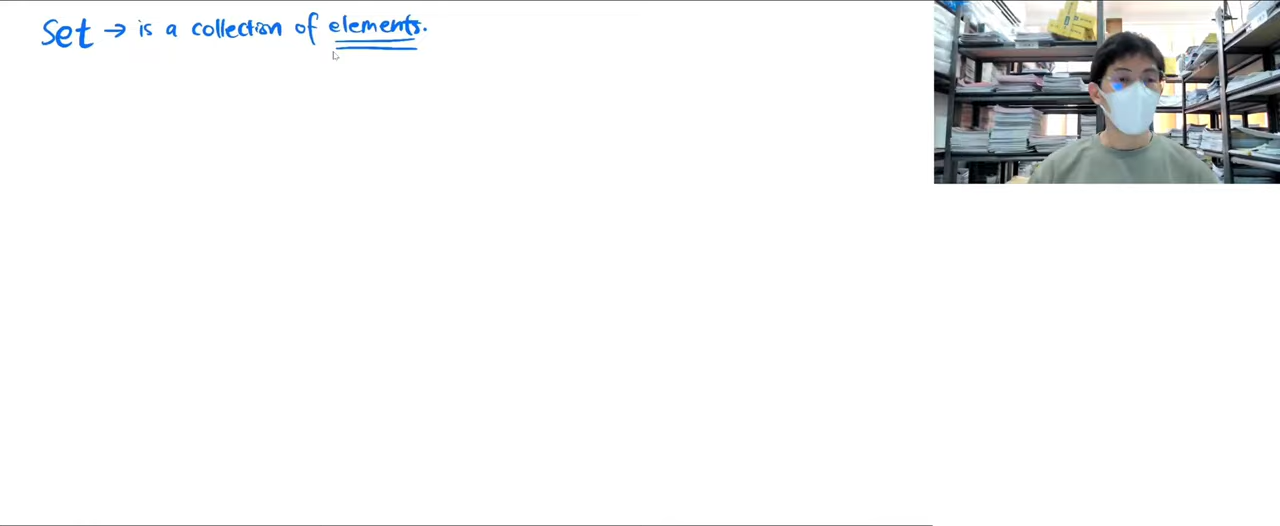 Set → is a collection of elements.